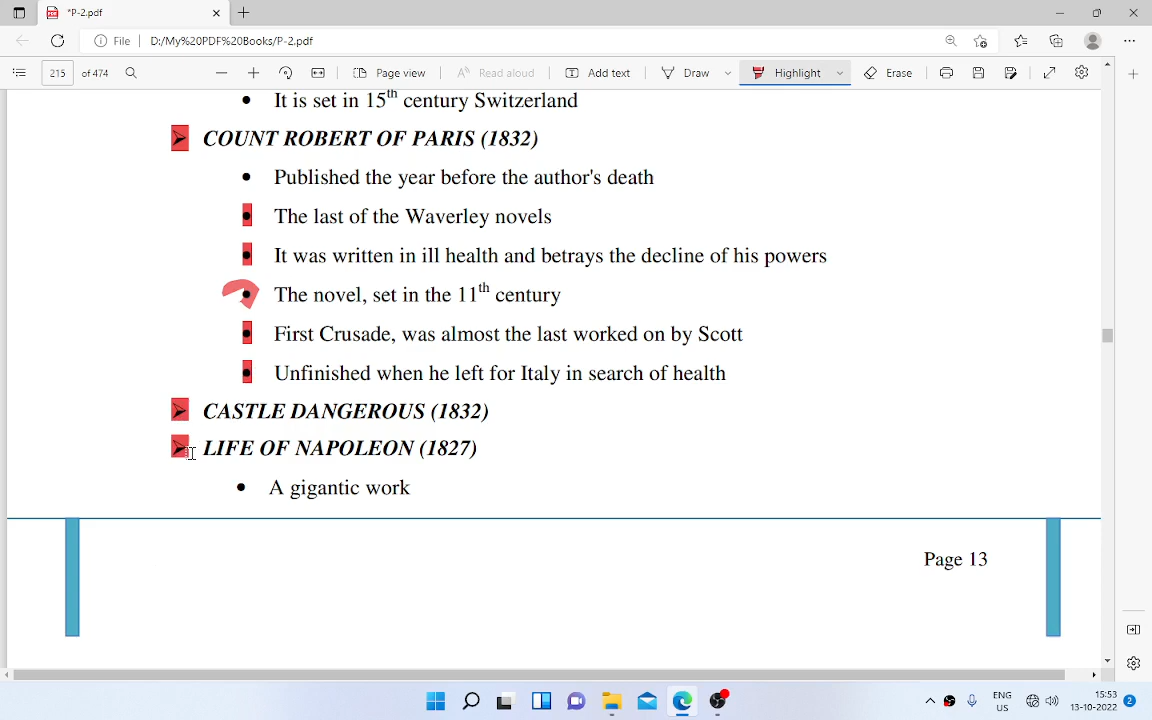 *P-2.pdf
File D:/My%20PDF%20Books/P-2.pdf
215 of 474 Page view Read aloud Add text Draw Highlight Erase
• It is set in 15th century Switzerland
➢ COUNT ROBERT OF PARIS (1832)
• Published the year before the author's death
• The last of the Waverley novels
• It was written in ill health and betrays the decline of his powers
• The novel, set in the 11th century
• First Crusade, was almost the last worked on by Scott
• Unfinished when he left for Italy in search of health
➢ CASTLE DANGEROUS (1832)
➢ LIFE OF NAPOLEON (1827)
• A gigantic work
Page 13
ENG US 15:53 13-10-2022 2